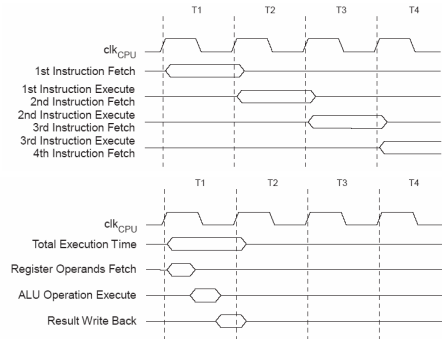 T1 T2 T3 T4
clkCPU
1st Instruction Fetch
1st Instruction Execute
2nd Instruction Fetch
2nd Instruction Execute
3rd Instruction Fetch
3rd Instruction Execute
4th Instruction Fetch
T1 T2 T3 T4
clkCPU
Total Execution Time
Register Operands Fetch
ALU Operation Execute
Result Write Back